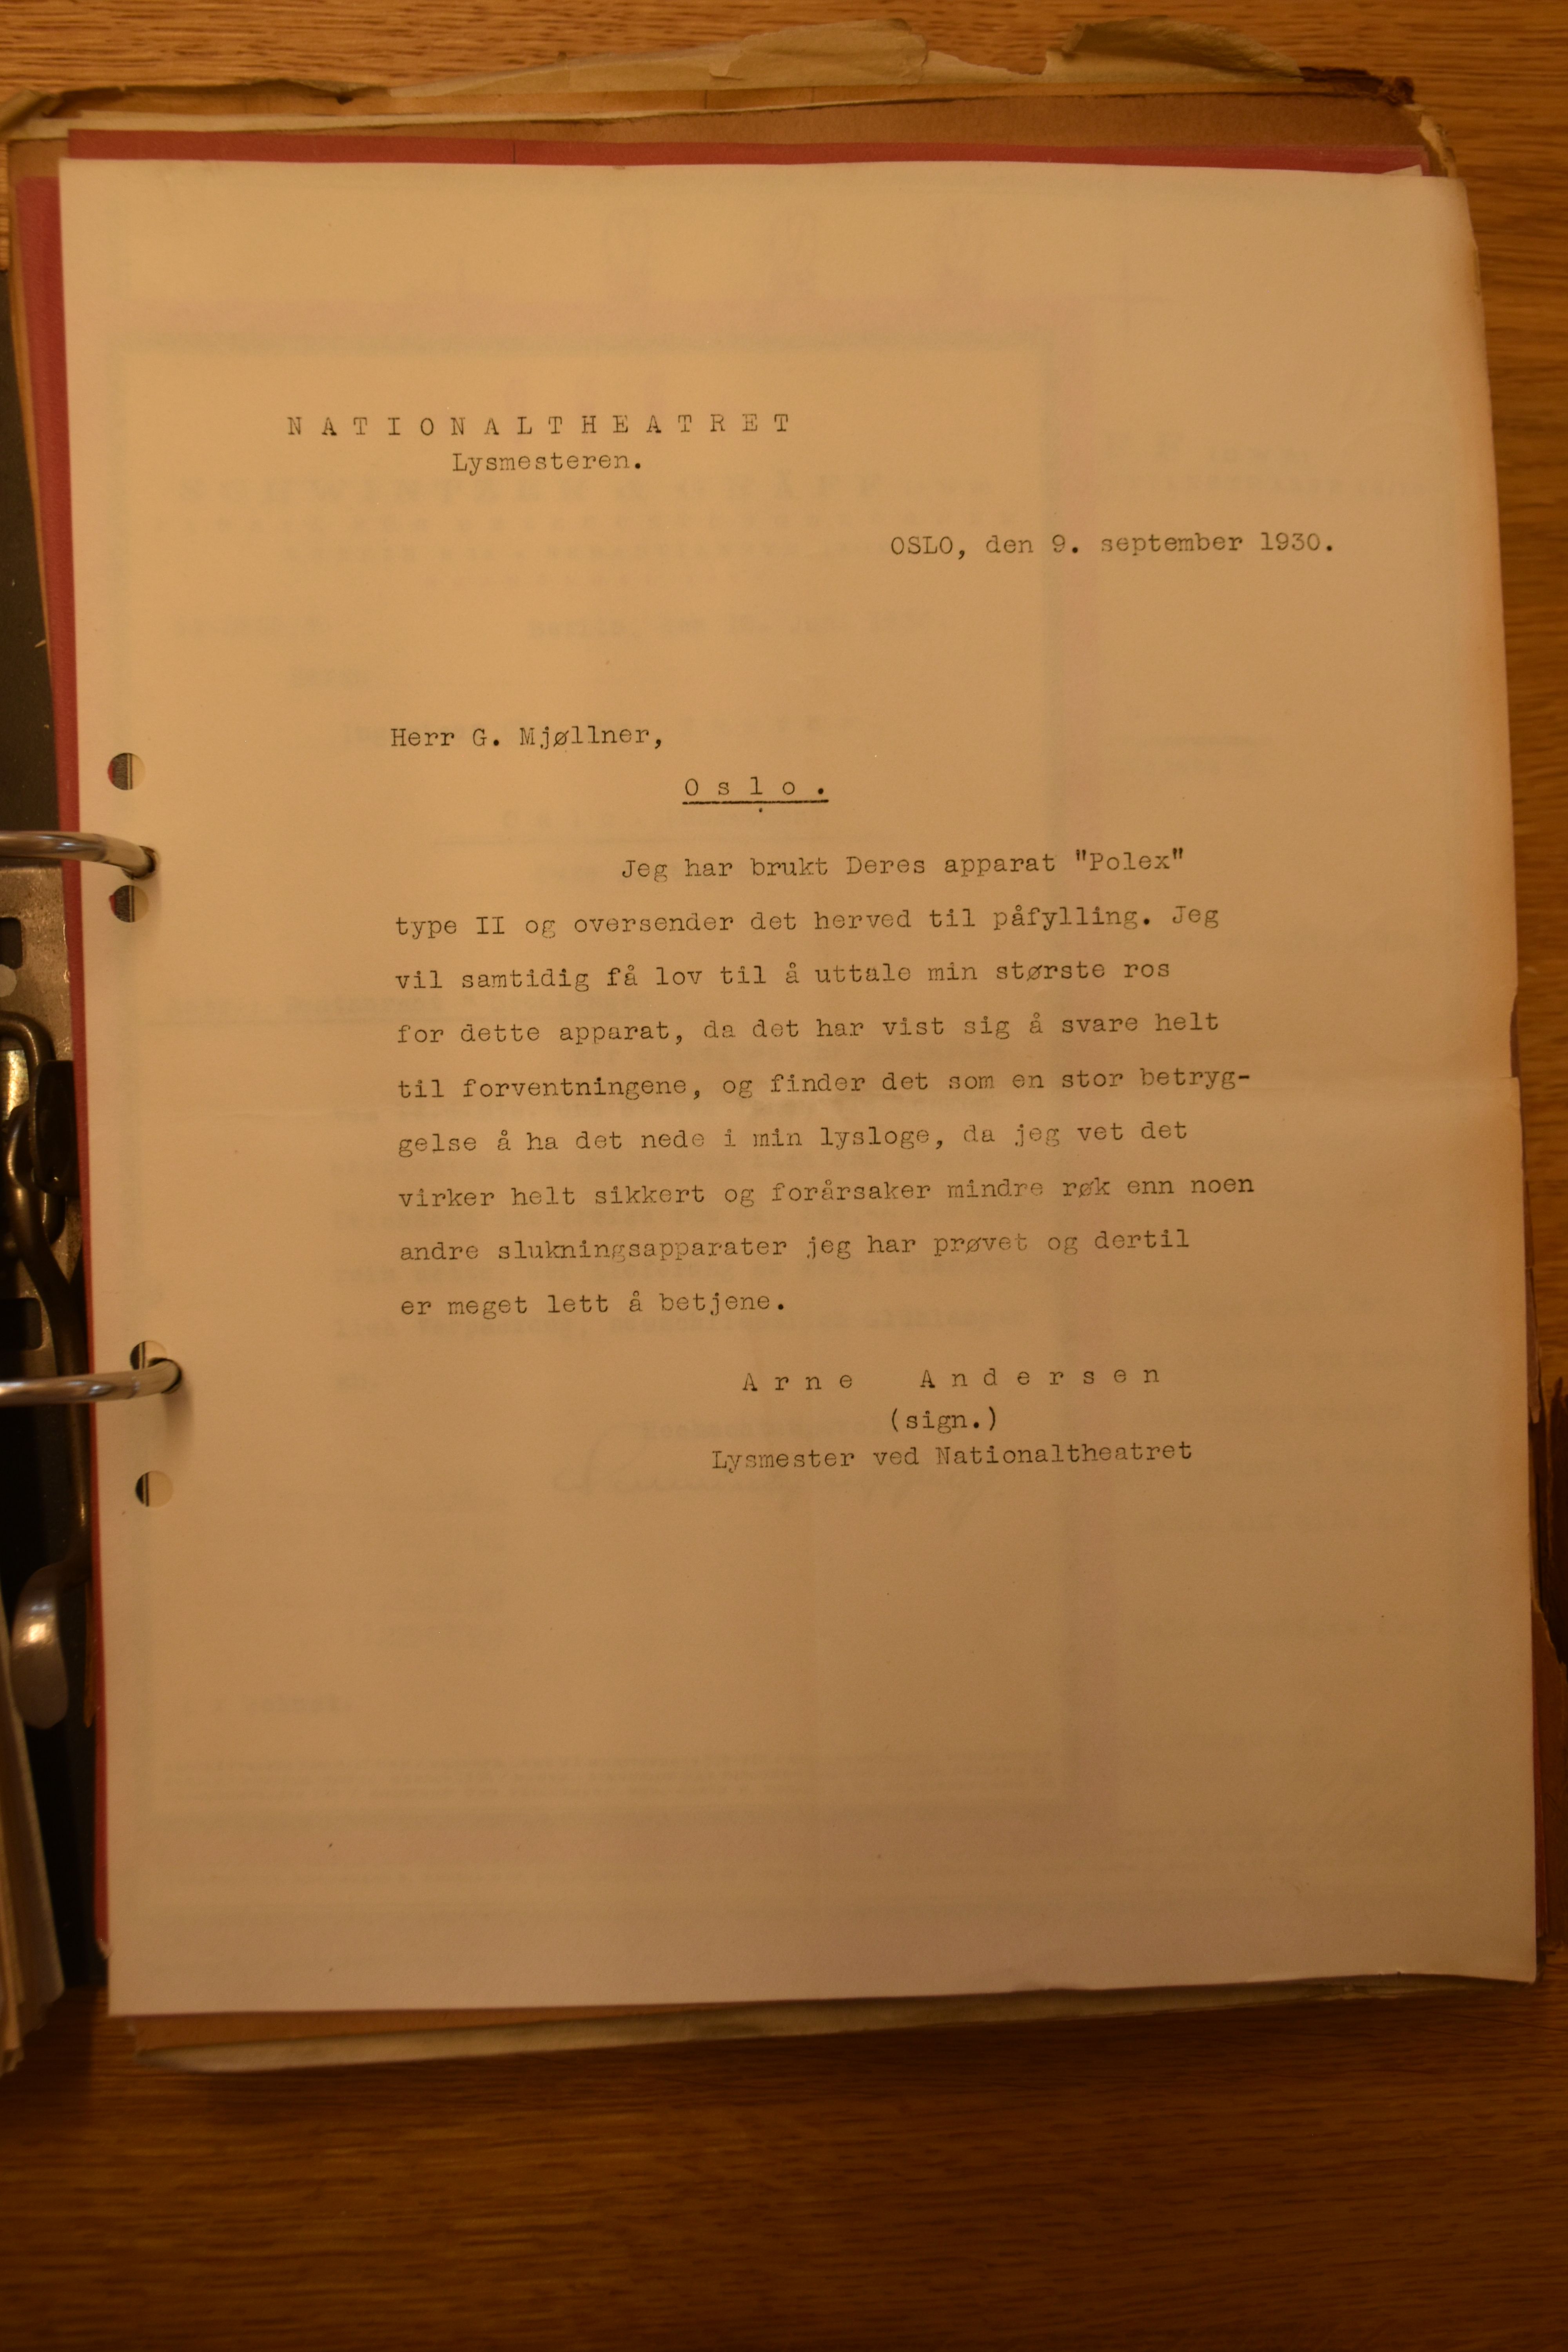 NATIONALTHEATRET
Lysmesteren.
OSLO, den 9. september 1930.
Herr G. Mjøllner,
Oslo.
Jeg har brukt Deres apparat "Polex"
type II og oversender det herved til påfylling. Jeg
vil samtidig få lov til å uttale min største ros
for dette apparat, da det har vist sig å svare helt
til forventningene, og finder det som en stor betryg-
gelse å ha det nede i min lysloge, da jeg vet det
virker helt sikkert og forårsaker mindre røk enn noen
andre slukningsapparater jeg har prøvet og dertil
er meget lett å betjene.
Arne Andersen
(sign.)
Lysmester ved Nationaltheatret